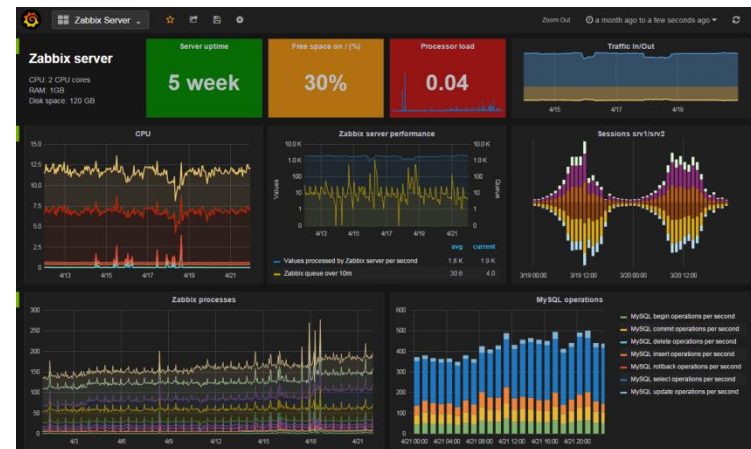 Zabbix Server
Zoom Out
a month ago to a few seconds ago
Zabbix server
CPU: 2 CPU cores
RAM: 1GB
Disk space: 120 GB
Server uptime
5 week
Free space on / (%)
30%
Processor load
0.04
Traffic In/Out
4/15 4/17 4/19
CPU
15.0
12.5
10.0
7.5
5.0
2.5
0
4/13 4/15 4/17 4/19 4/21
Zabbix server performance
10.0 K 10.0 K
1.0 K 1.0 K
100 100
10 10
1 1
0 0
Values
Queue
4/13 4/15 4/17 4/19 4/21
avg current
Values processed by Zabbix server per second 1.8 K 1.9 K
Zabbix queue over 10m 30.6 4.0
Sessions srv1/srv2
3/19 00:00 3/19 12:00 3/20 00:00 3/20 12:00
Zabbix processes
300
250
200
150
100
50
0
4/3 4/6 4/9 4/12 4/15 4/18 4/21
MySQL operations
600
500
400
300
200
100
0
4/21 00:00 4/21 04:00 4/21 08:00 4/21 12:00 4/21 16:00 4/21 20:00
MySQL begin operations per second
MySQL commit operations per second
MySQL delete operations per second
MySQL insert operations per second
MySQL rollback operations per second
MySQL select operations per second
MySQL update operations per second